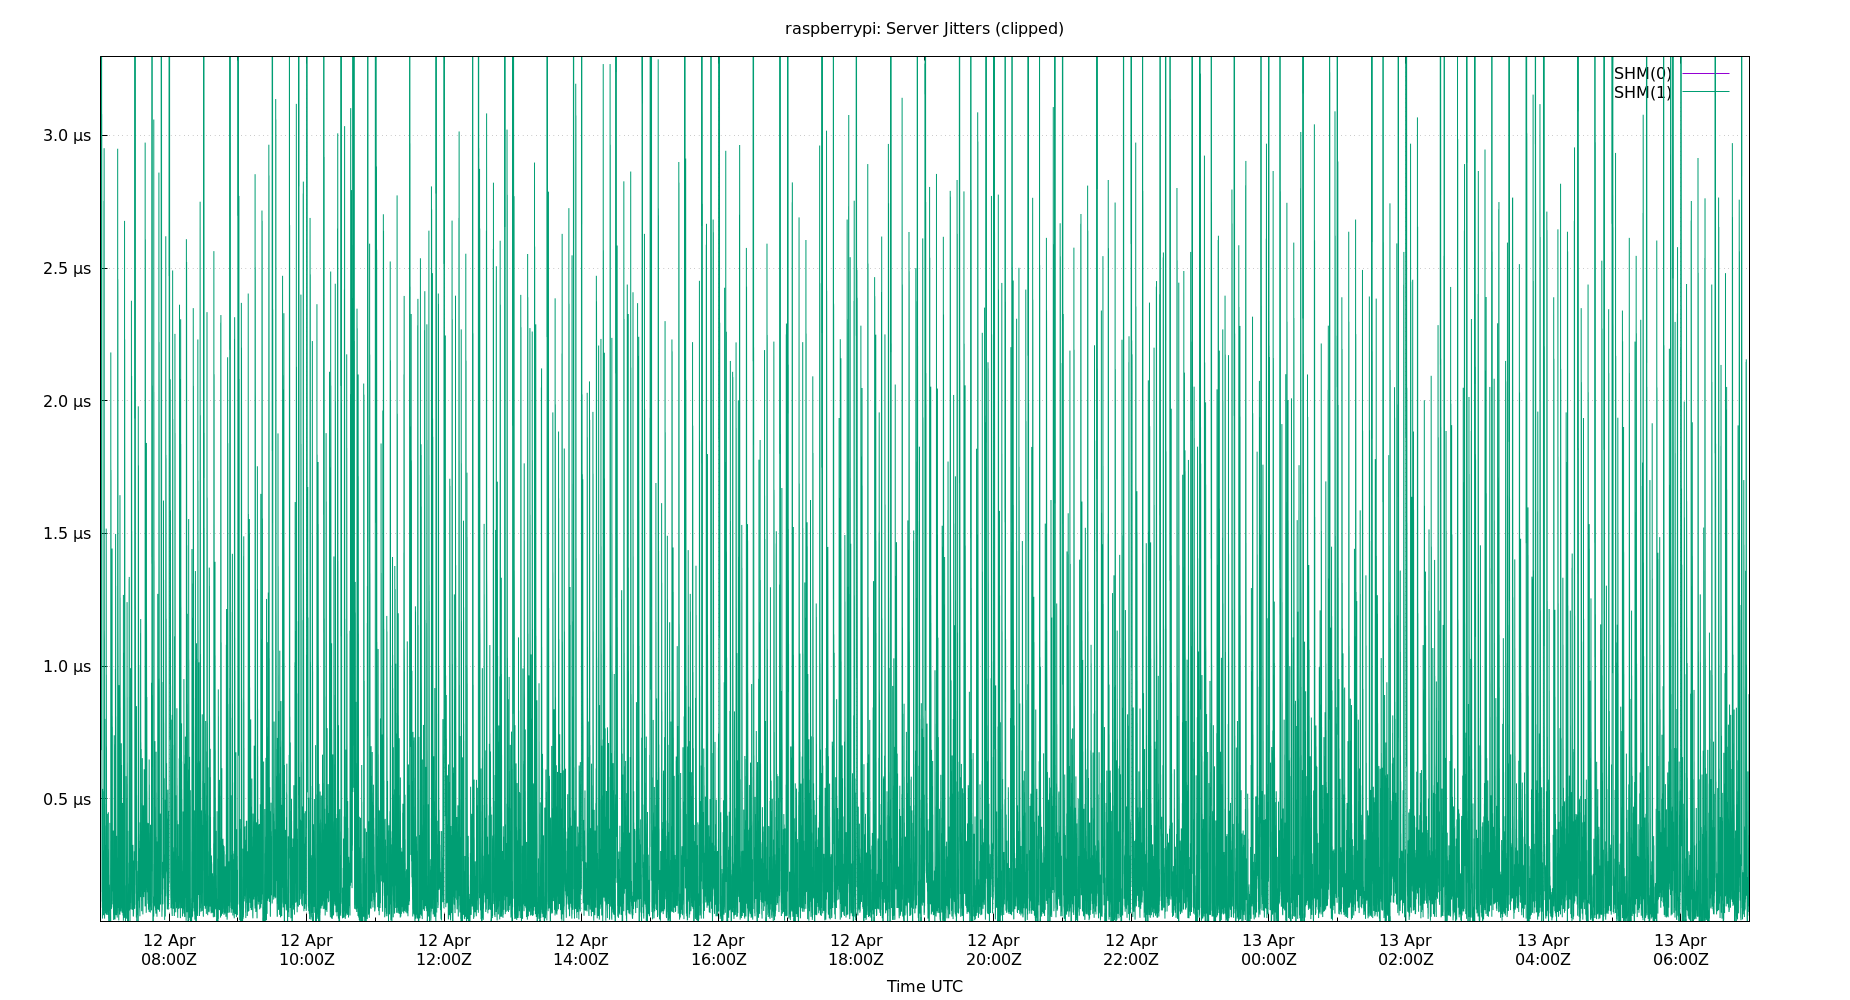 raspberrypi: Server Jitters (clipped)
SHM(0)
SHM(1)
3.0 µs
2.5 µs
2.0 µs
1.5 µs
1.0 µs
0.5 µs
12 Apr 12 Apr 12 Apr 12 Apr 12 Apr 12 Apr 12 Apr 12 Apr 13 Apr 13 Apr 13 Apr 13 Apr
08:00Z 10:00Z 12:00Z 14:00Z 16:00Z 18:00Z 20:00Z 22:00Z 00:00Z 02:00Z 04:00Z 06:00Z
Time UTC